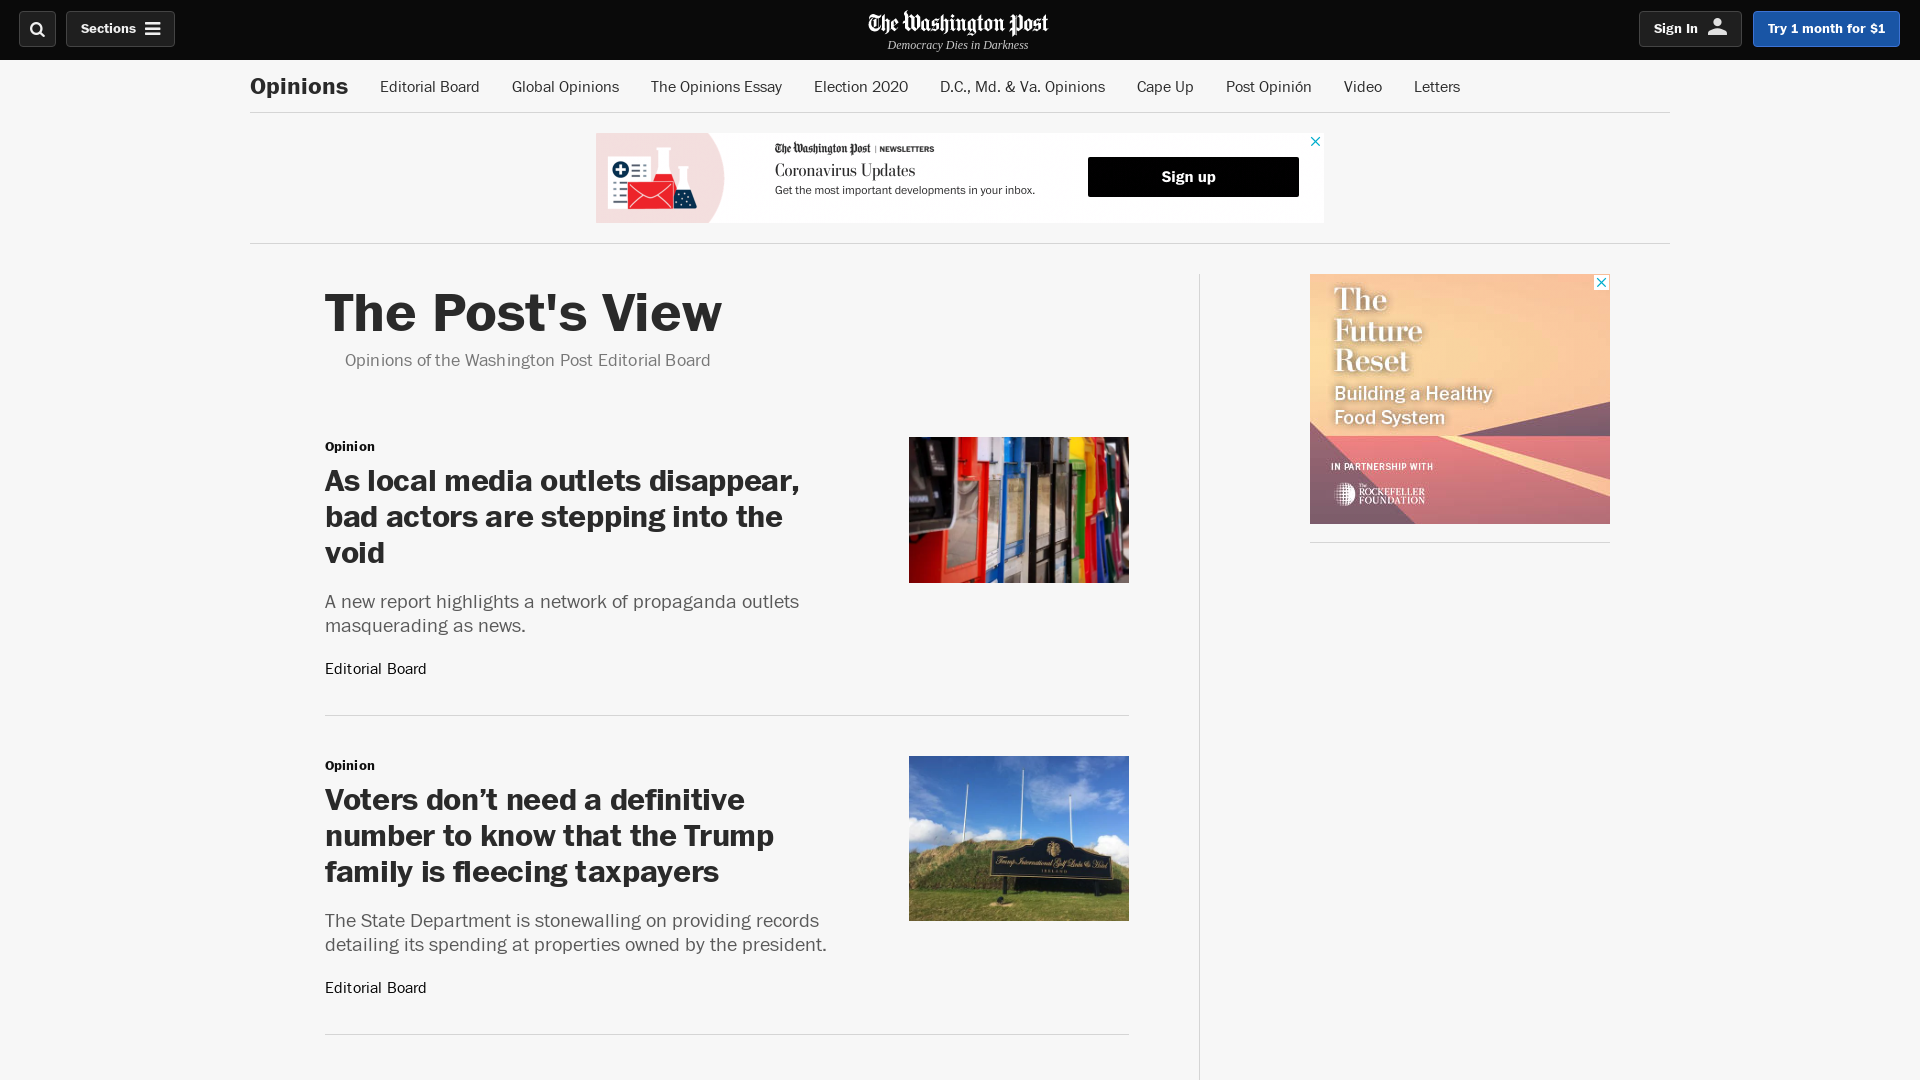 Sections
The Washington Post
Democracy Dies in Darkness
Sign In
Try 1 month for $1
Opinions
Editorial Board
Global Opinions
The Opinions Essay
Election 2020
D.C., Md. & Va. Opinions
Cape Up
Post Opinión
Video
Letters
The Washington Post | NEWSLETTERS
Coronavirus Updates
Get the most important developments in your inbox.
Sign up
The Post's View
Opinions of the Washington Post Editorial Board
Opinion
As local media outlets disappear,
bad actors are stepping into the
void
A new report highlights a network of propaganda outlets
masquerading as news.
Editorial Board
Opinion
Voters don’t need a definitive
number to know that the Trump
family is fleecing taxpayers
The State Department is stonewalling on providing records
detailing its spending at properties owned by the president.
Editorial Board
Trump International Golf Links & Hotel
IRELAND
The
Future
Reset
Building a Healthy
Food System
IN PARTNERSHIP WITH
The
ROCKEFELLER
FOUNDATION